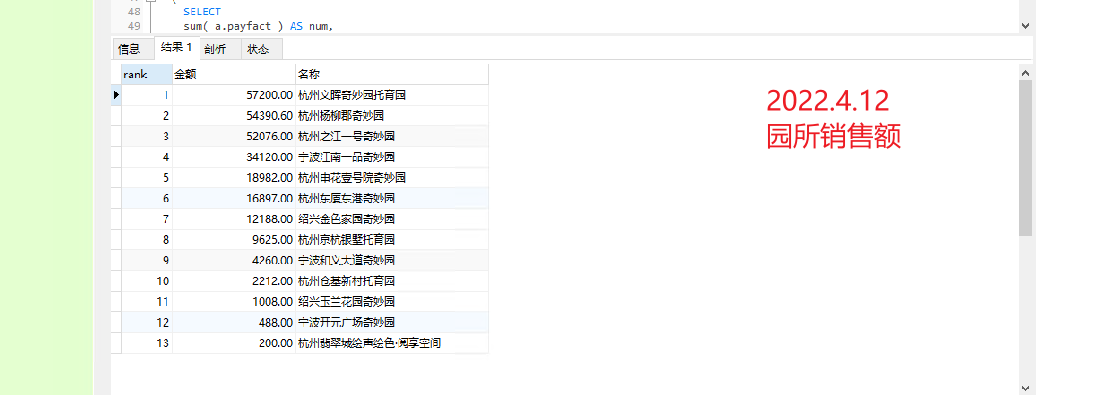 48 SELECT
49 sum( a.payfact ) AS num,
信息 结果 1 剖析 状态
rank 金额 名称
1 57200.00 杭州文晖奇妙园托育园
2 54390.60 杭州杨柳郡奇妙园
3 52076.00 杭州之江一号奇妙园
4 34120.00 宁波江南一品奇妙园
5 18982.00 杭州申花壹号院奇妙园
6 16897.00 杭州东厦东港奇妙园
7 12188.00 绍兴金色家园奇妙园
8 9625.00 杭州京杭银墅托育园
9 4260.00 宁波和义大道奇妙园
10 2212.00 杭州仓基新村托育园
11 1008.00 绍兴玉兰花园奇妙园
12 488.00 宁波开元广场奇妙园
13 200.00 杭州翡翠城绘声绘色·阅享空间
2022.4.12
园所销售额